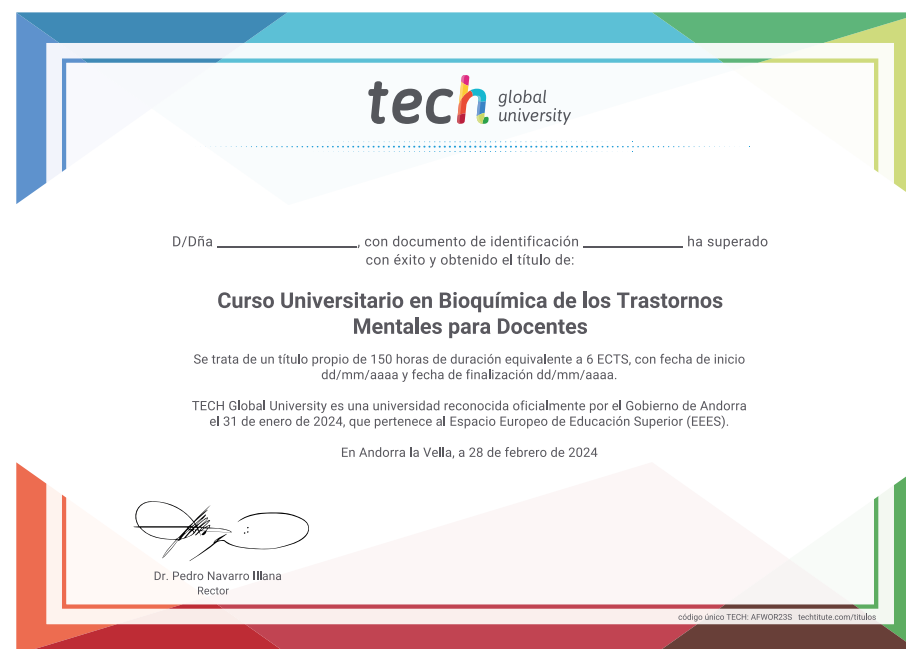 tech global university
D/Dña ____________________, con documento de identificación ______________ ha superado
con éxito y obtenido el título de:
Curso Universitario en Bioquímica de los Trastornos
Mentales para Docentes
Se trata de un título propio de 150 horas de duración equivalente a 6 ECTS, con fecha de inicio
dd/mm/aaaa y fecha de finalización dd/mm/aaaa.
TECH Global University es una universidad reconocida oficialmente por el Gobierno de Andorra
el 31 de enero de 2024, que pertenece al Espacio Europeo de Educación Superior (EEES).
En Andorra la Vella, a 28 de febrero de 2024
Dr. Pedro Navarro Illana
Rector
código único TECH: AFWOR23S techtitute.com/titulos